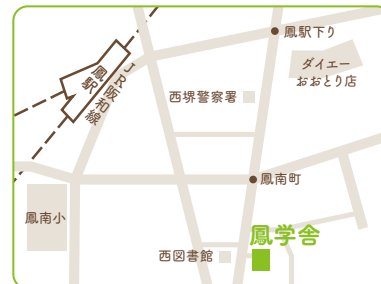 鳳駅下り
ダイエー
おおとり店
JR阪和線
鳳駅
西堺警察署
鳳南町
鳳南小
鳳学舎
西図書館